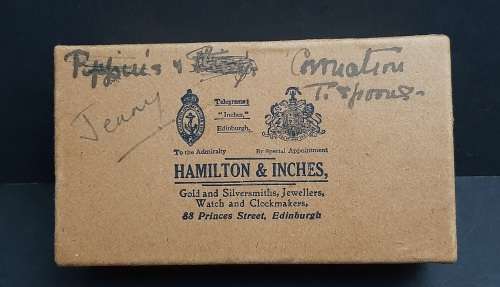 Pippin's & Coronation
T. spoons-
Jenny
Telegrams:
"Inches,"
Edinburgh.
To the Admiralty By Special Appointment
HAMILTON & INCHES,
Gold and Silversmiths, Jewellers,
Watch and Clockmakers,
88 Princes Street, Edinburgh